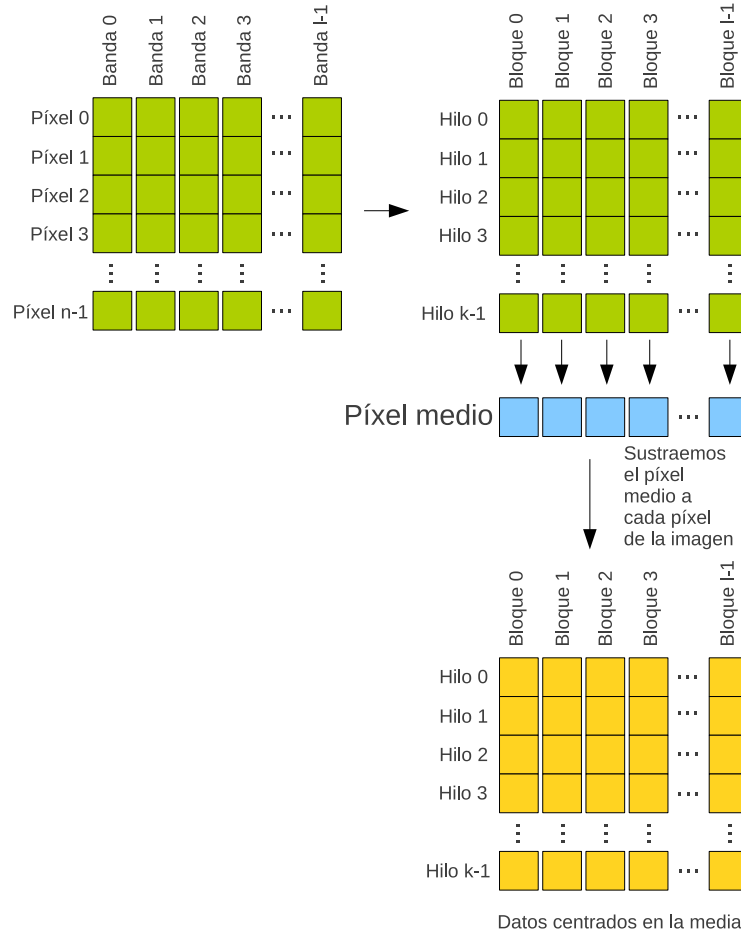 Banda 0
Banda 1
Banda 2
Banda 3
Banda l-1
Píxel 0
Píxel 1
Píxel 2
Píxel 3
Píxel n-1
Bloque 0
Bloque 1
Bloque 2
Bloque 3
Bloque l-1
Hilo 0
Hilo 1
Hilo 2
Hilo 3
Hilo k-1
Píxel medio
Sustraemos
el píxel
medio a
cada píxel
de la imagen
Bloque 0
Bloque 1
Bloque 2
Bloque 3
Bloque l-1
Hilo 0
Hilo 1
Hilo 2
Hilo 3
Hilo k-1
Datos centrados en la media